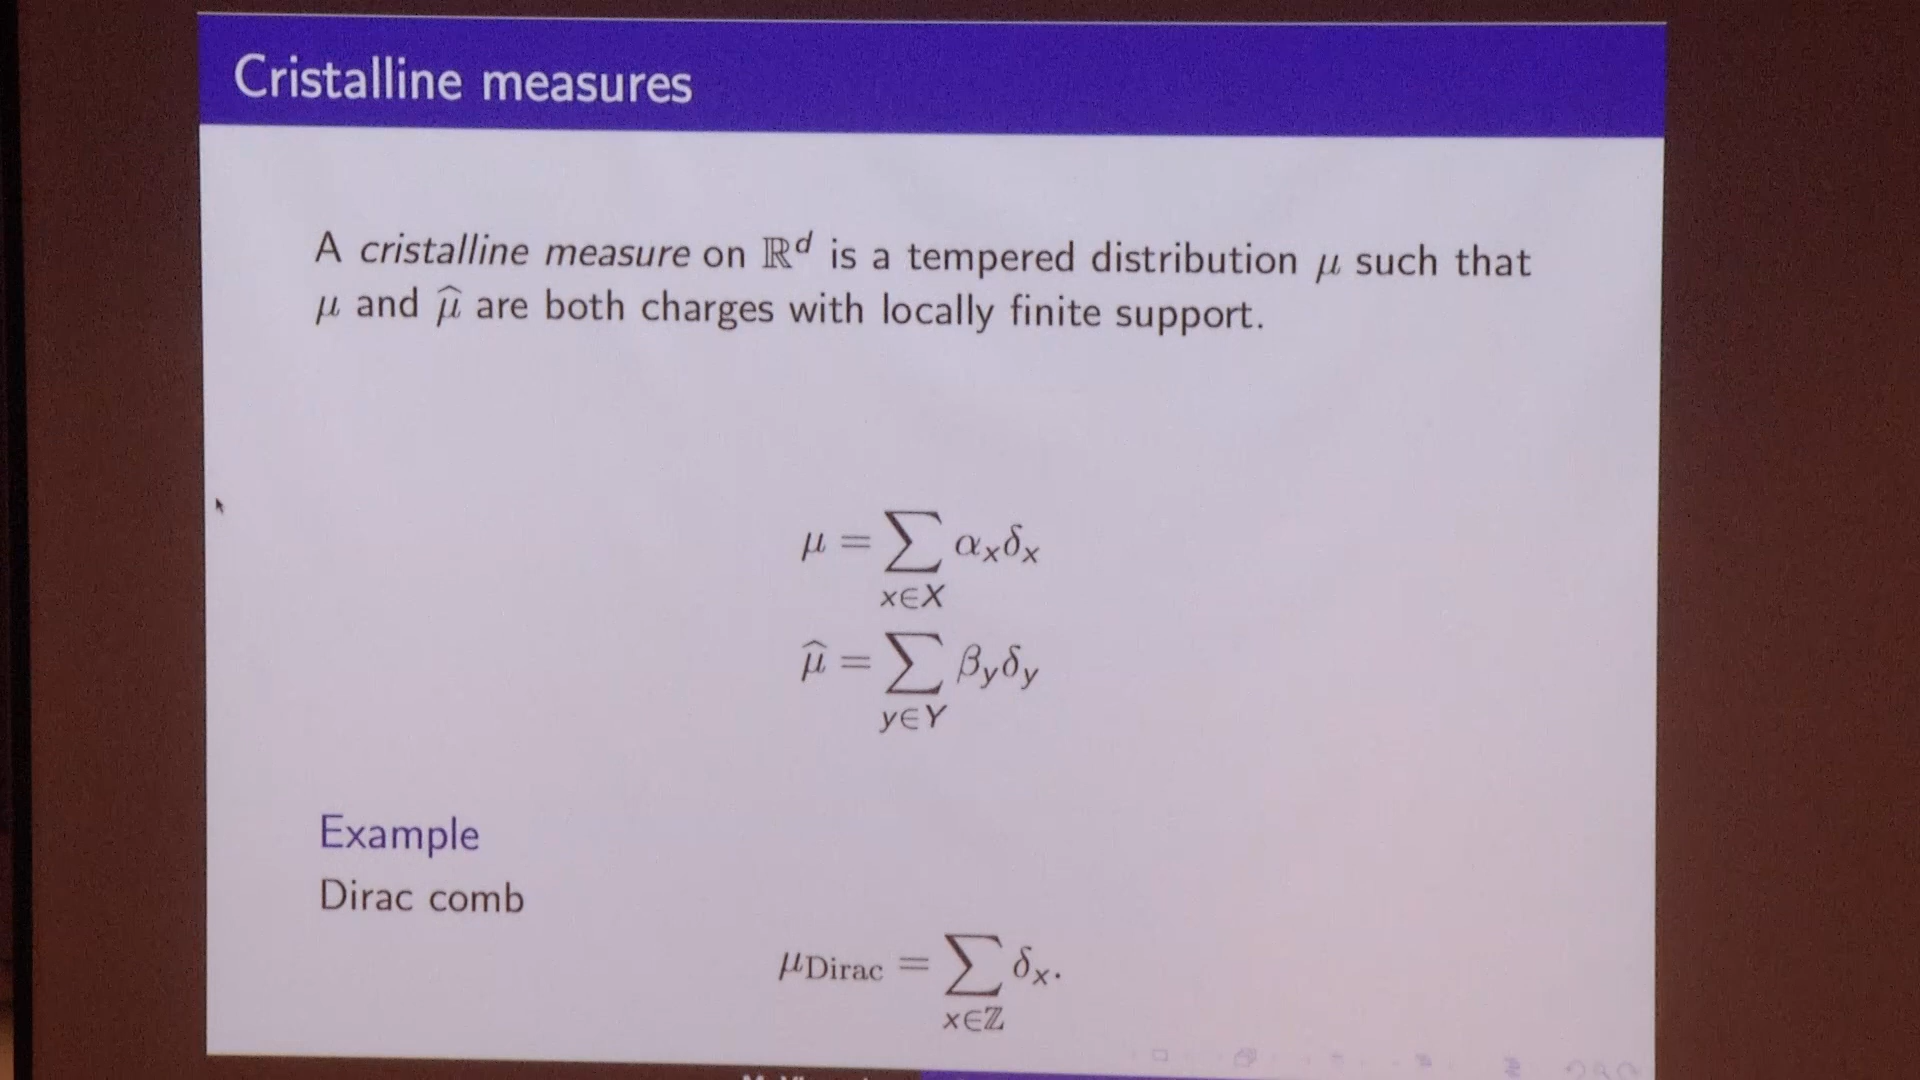 Cristalline measures
A cristalline measure on ℝ^d is a tempered distribution μ such that
μ and μ̂ are both charges with locally finite support.
μ = ∑_{x∈X} α_x δ_x
μ̂ = ∑_{y∈Y} β_y δ_y
Example
Dirac comb
μ_Dirac = ∑_{x∈ℤ} δ_x.